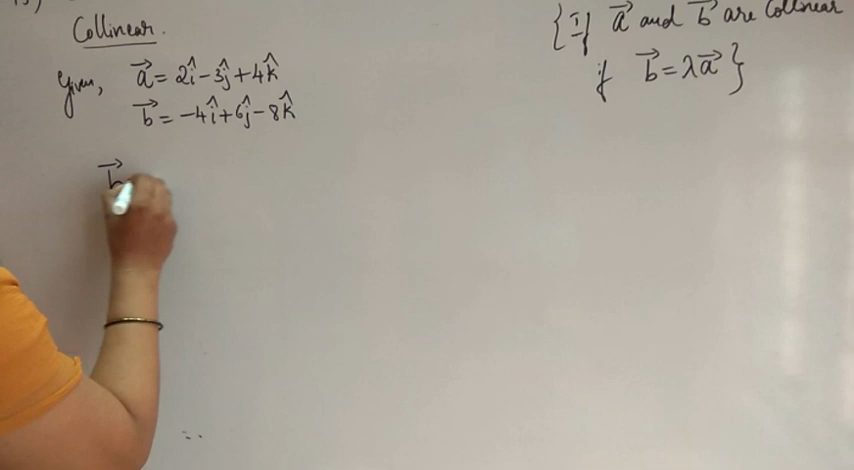 Collinear.
{If a⃗ and b⃗ are Collinear
if b⃗ = λa⃗}
Given, a⃗ = 2î - 3ĵ + 4k̂
b⃗ = -4î + 6ĵ - 8k̂
b⃗